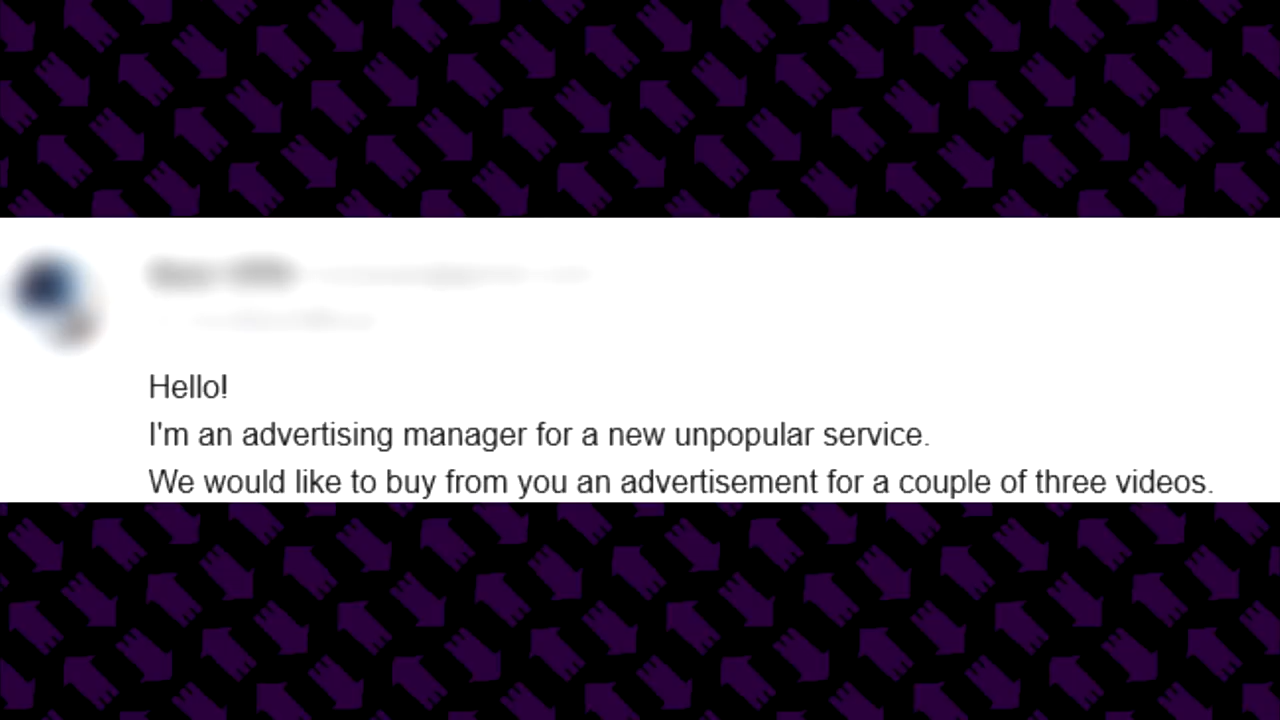 Hello!
I'm an advertising manager for a new unpopular service.
We would like to buy from you an advertisement for a couple of three videos.